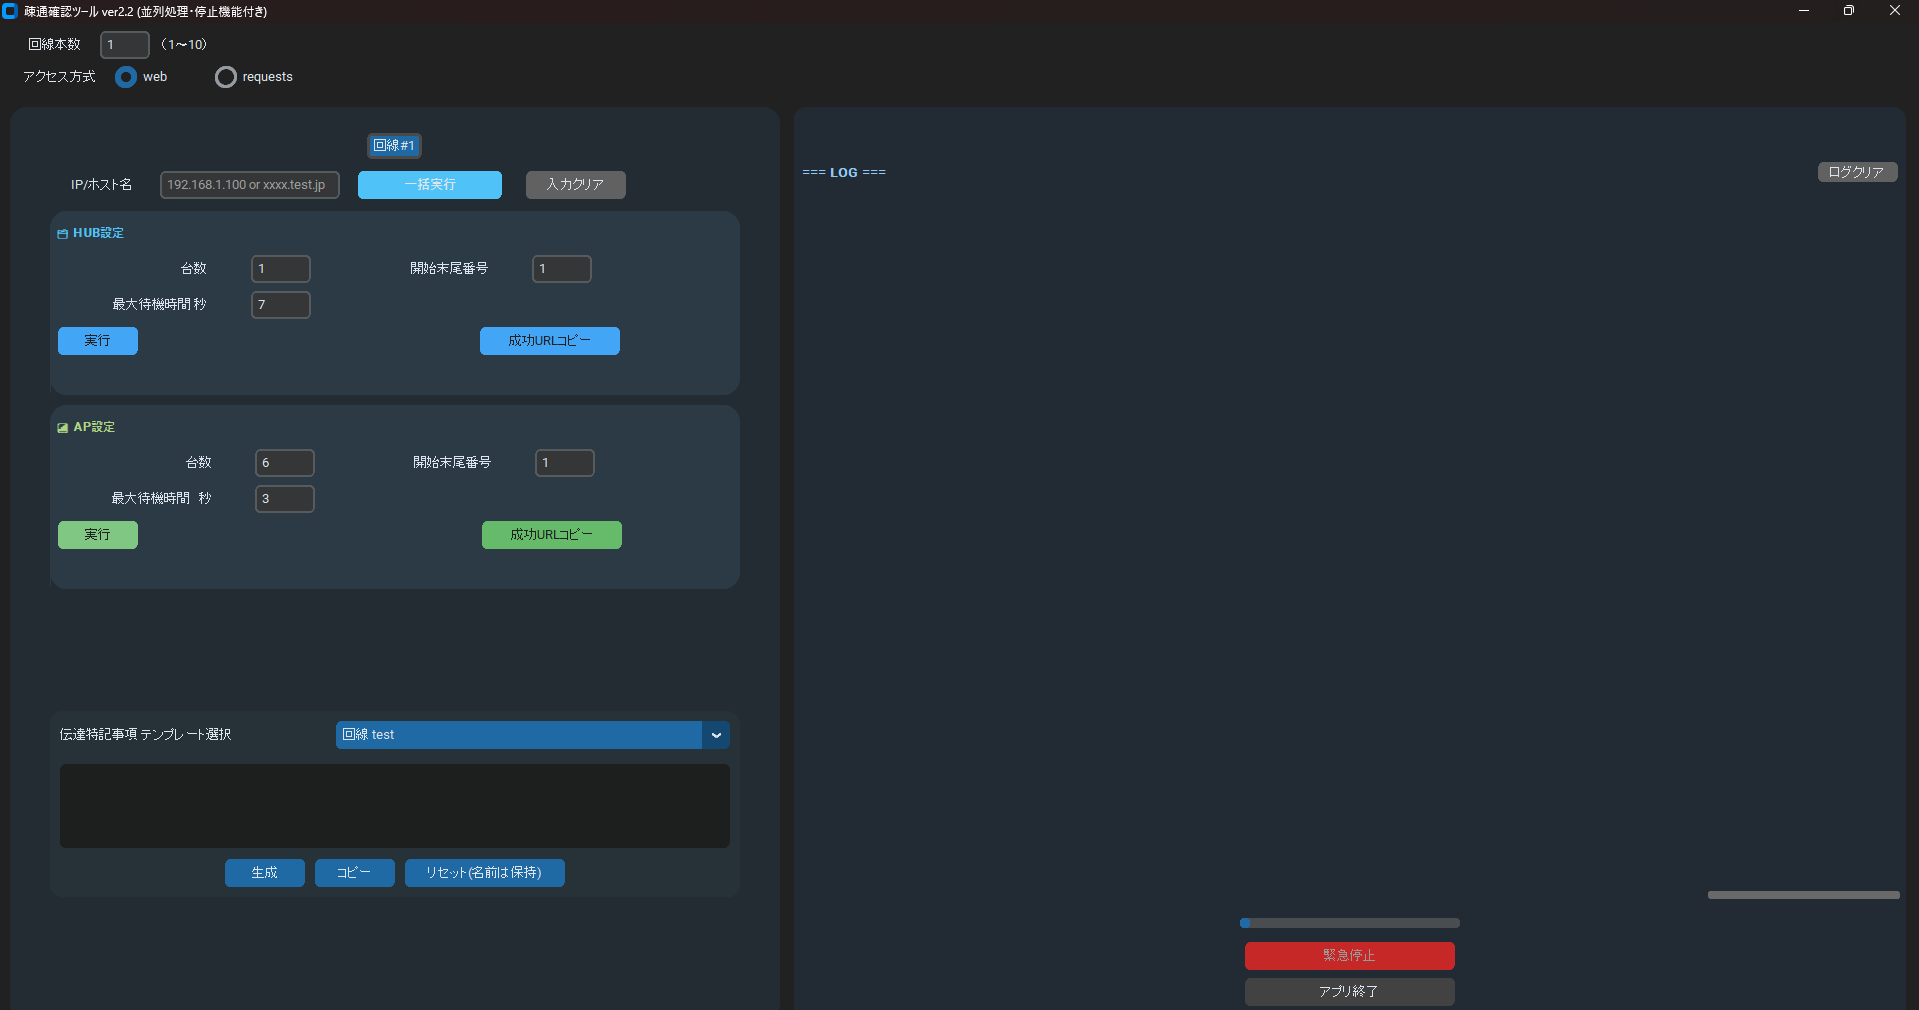 疎通確認ツール ver2.2 (並列処理・停止機能付き)
回線本数 1 (1～10)
アクセス方式 web requests
回線#1
IP/ホスト名 192.168.1.100 or xxxx.test.jp 一括実行 入力クリア
HUB設定
台数 1 開始末尾番号 1
最大待機時間 秒 7
実行 成功URLコピー
AP設定
台数 6 開始末尾番号 1
最大待機時間 秒 3
実行 成功URLコピー
伝達特記事項 テンプレート選択 回線 test
生成 コピー リセット(名前は保持)
=== LOG === ログクリア
緊急停止
アプリ終了